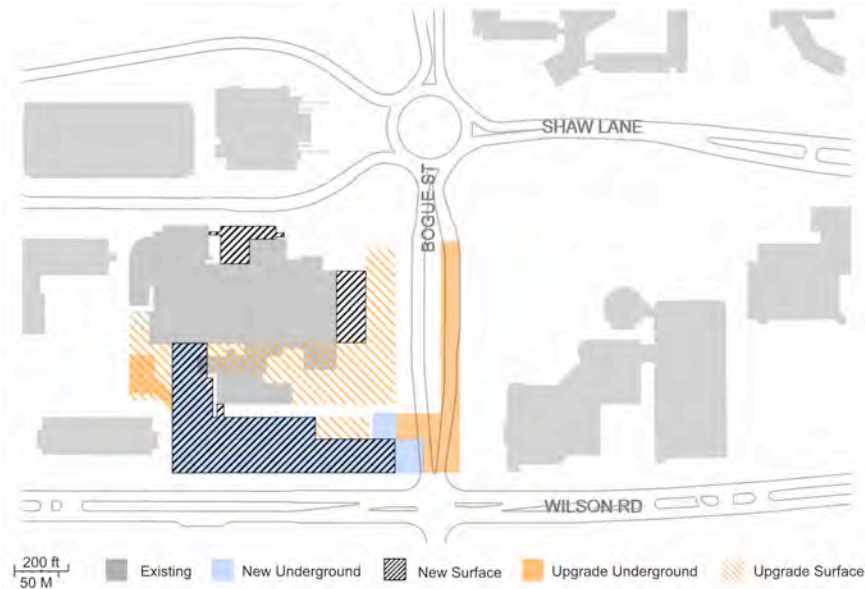 SHAW LANE
BOGUE ST
WILSON RD
200 ft
50 M
Existing
New Underground
New Surface
Upgrade Underground
Upgrade Surface